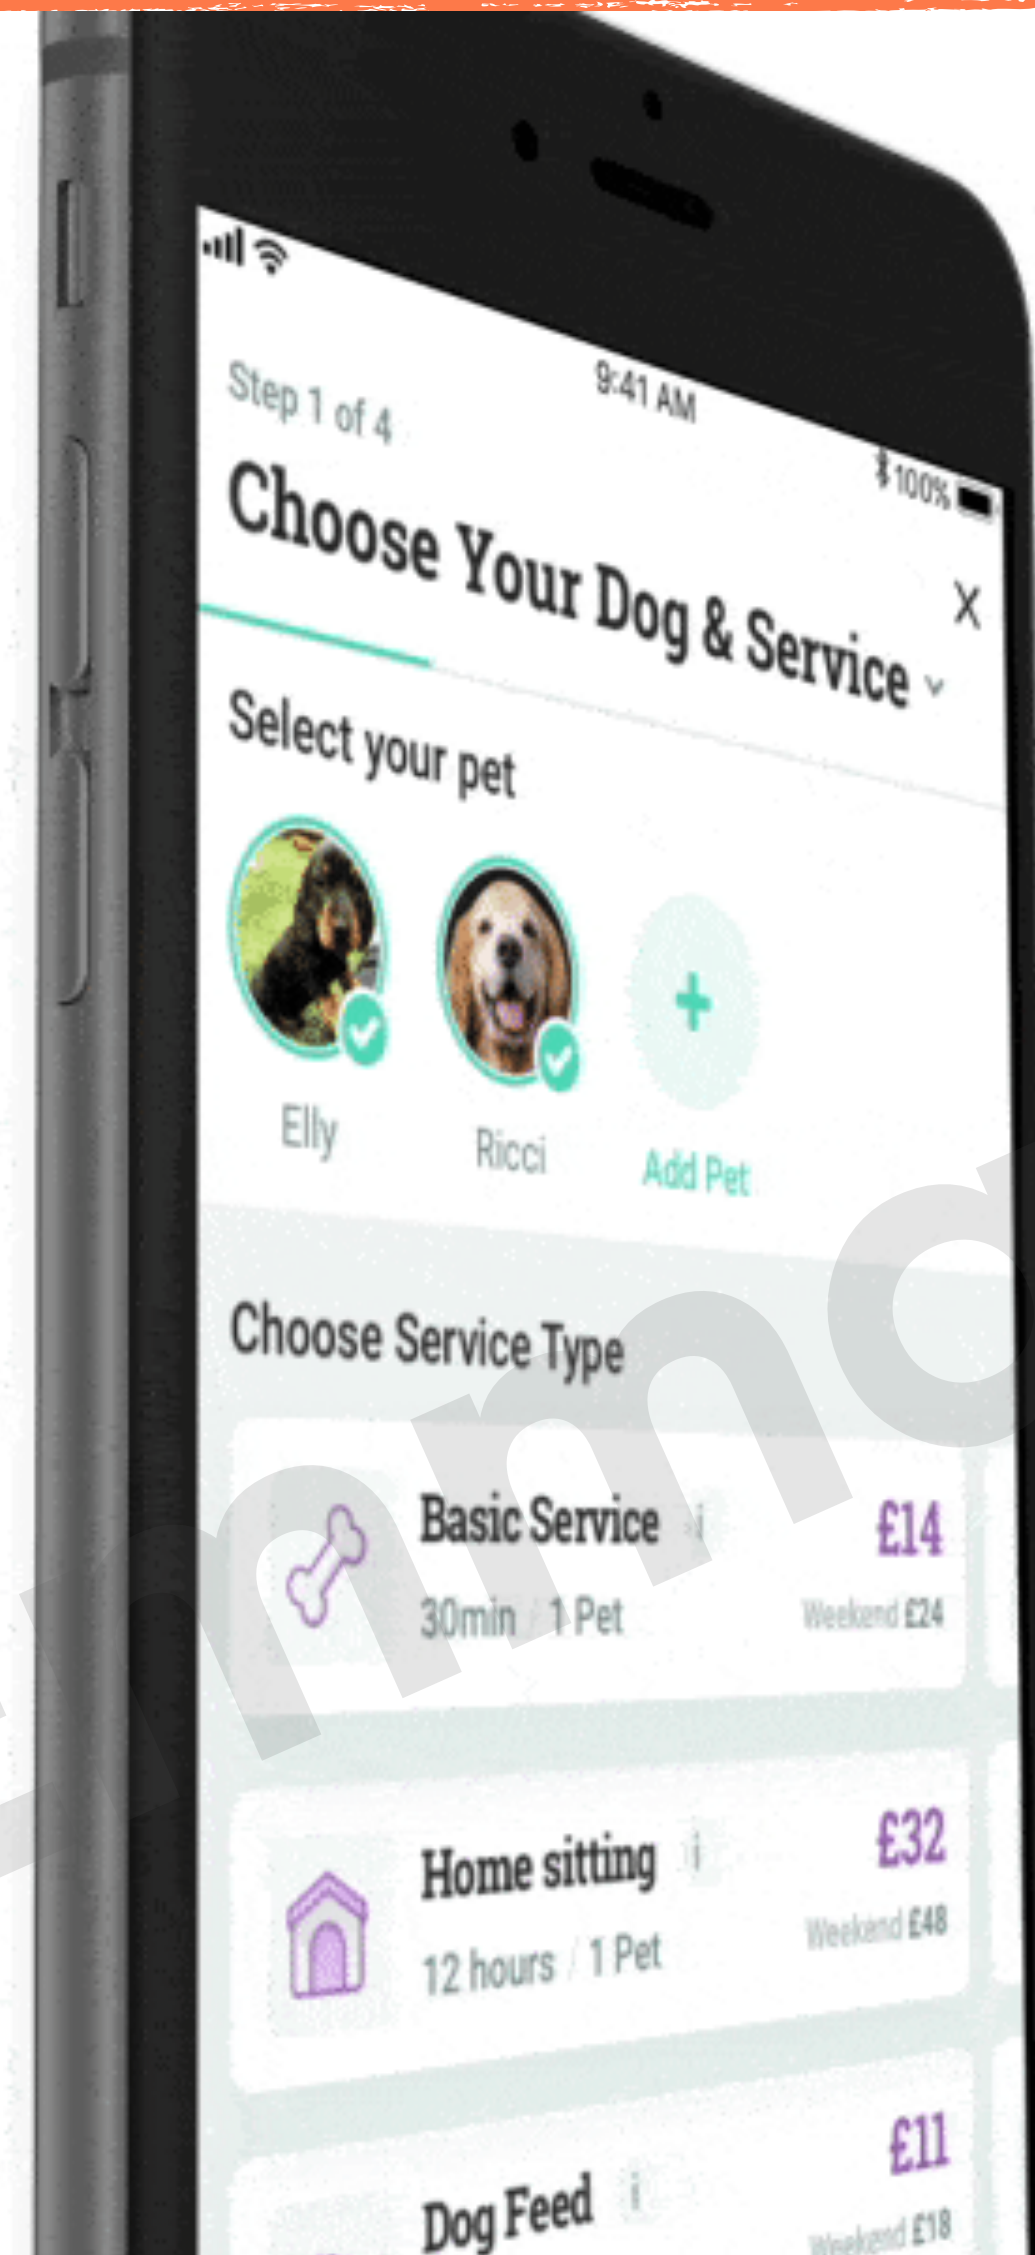 9:41 AM
100%
Step 1 of 4
Choose Your Dog & Service
X
Select your pet
Elly
Ricci
Add Pet
Choose Service Type
Basic Service i
£14
30min / 1 Pet
Weekend £24
Home sitting i
£32
12 hours / 1 Pet
Weekend £48
Dog Feed i
£11
Weekend £18